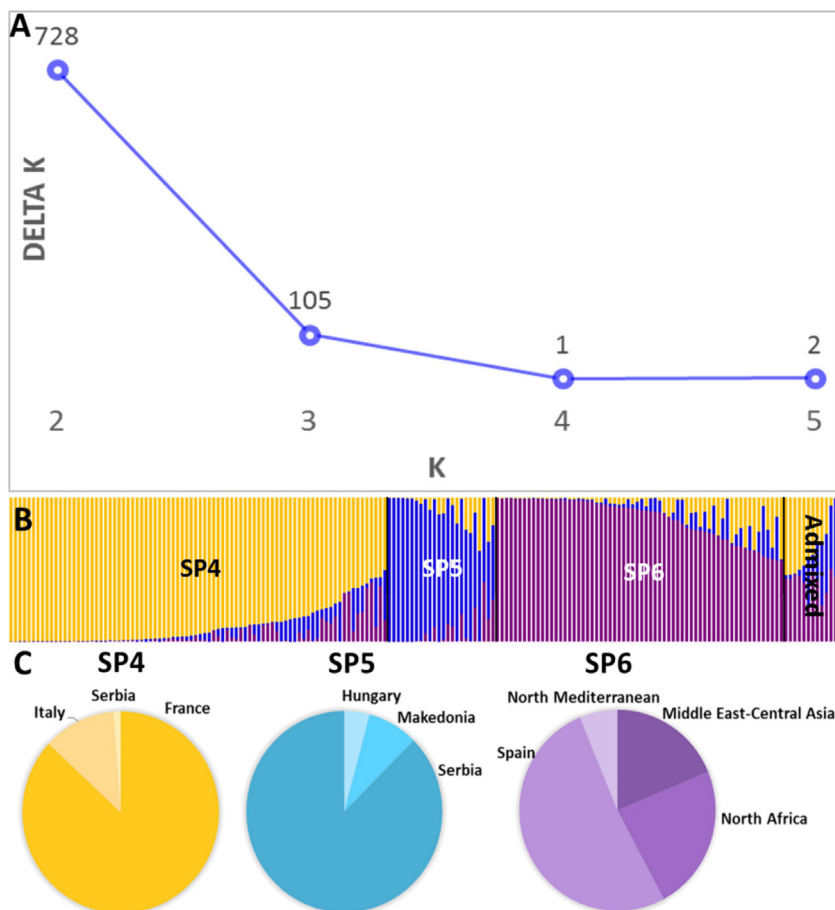 A
728
105
1
2
DELTA K
2
3
4
5
K
B
SP4
SP5
SP6
Admixed
C
SP4
SP5
SP6
Italy
Serbia
France
Hungary
Makedonia
Serbia
North Mediterranean
Middle East-Central Asia
Spain
North Africa